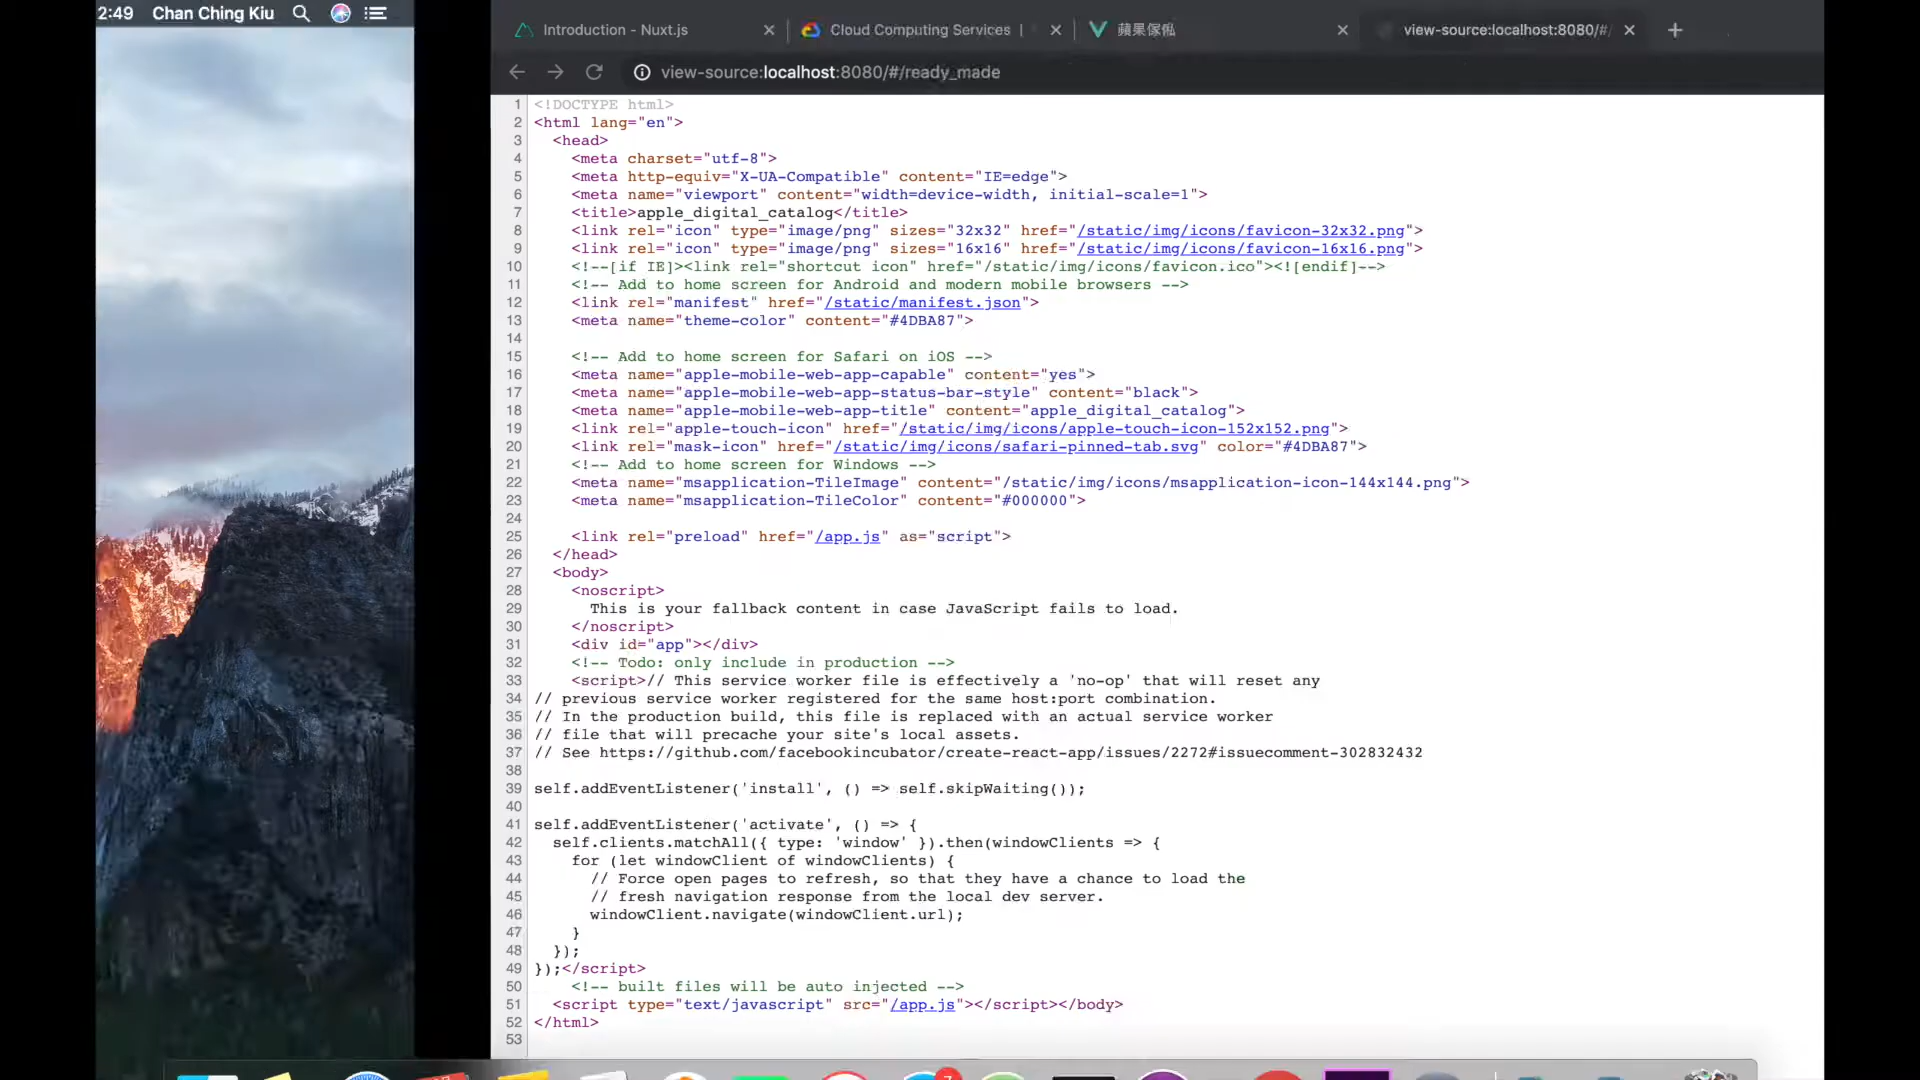 2:49 Chan Ching Kiu
Introduction - Nuxt.js
Cloud Computing Services |
蘋果傢俬
view-source:localhost:8080/#/
view-source:localhost:8080/#/ready_made
1 <!DOCTYPE html>
2 <html lang="en">
3 <head>
4 <meta charset="utf-8">
5 <meta http-equiv="X-UA-Compatible" content="IE=edge">
6 <meta name="viewport" content="width=device-width, initial-scale=1">
7 <title>apple_digital_catalog</title>
8 <link rel="icon" type="image/png" sizes="32x32" href="/static/img/icons/favicon-32x32.png">
9 <link rel="icon" type="image/png" sizes="16x16" href="/static/img/icons/favicon-16x16.png">
10 <!--[if IE]><link rel="shortcut icon" href="/static/img/icons/favicon.ico"><![endif]-->
11 <!-- Add to home screen for Android and modern mobile browsers -->
12 <link rel="manifest" href="/static/manifest.json">
13 <meta name="theme-color" content="#4DBA87">
14
15 <!-- Add to home screen for Safari on iOS -->
16 <meta name="apple-mobile-web-app-capable" content="yes">
17 <meta name="apple-mobile-web-app-status-bar-style" content="black">
18 <meta name="apple-mobile-web-app-title" content="apple_digital_catalog">
19 <link rel="apple-touch-icon" href="/static/img/icons/apple-touch-icon-152x152.png">
20 <link rel="mask-icon" href="/static/img/icons/safari-pinned-tab.svg" color="#4DBA87">
21 <!-- Add to home screen for Windows -->
22 <meta name="msapplication-TileImage" content="/static/img/icons/msapplication-icon-144x144.png">
23 <meta name="msapplication-TileColor" content="#000000">
24
25 <link rel="preload" href="/app.js" as="script">
26 </head>
27 <body>
28 <noscript>
29 This is your fallback content in case JavaScript fails to load.
30 </noscript>
31 <div id="app"></div>
32 <!-- Todo: only include in production -->
33 <script>// This service worker file is effectively a 'no-op' that will reset any
34 // previous service worker registered for the same host:port combination.
35 // In the production build, this file is replaced with an actual service worker
36 // file that will precache your site's local assets.
37 // See https://github.com/facebookincubator/create-react-app/issues/2272#issuecomment-302832432
38
39 self.addEventListener('install', () => self.skipWaiting());
40
41 self.addEventListener('activate', () => {
42 self.clients.matchAll({ type: 'window' }).then(windowClients => {
43 for (let windowClient of windowClients) {
44 // Force open pages to refresh, so that they have a chance to load the
45 // fresh navigation response from the local dev server.
46 windowClient.navigate(windowClient.url);
47 }
48 });
49 });</script>
50 <!-- built files will be auto injected -->
51 <script type="text/javascript" src="/app.js"></script></body>
52 </html>
53